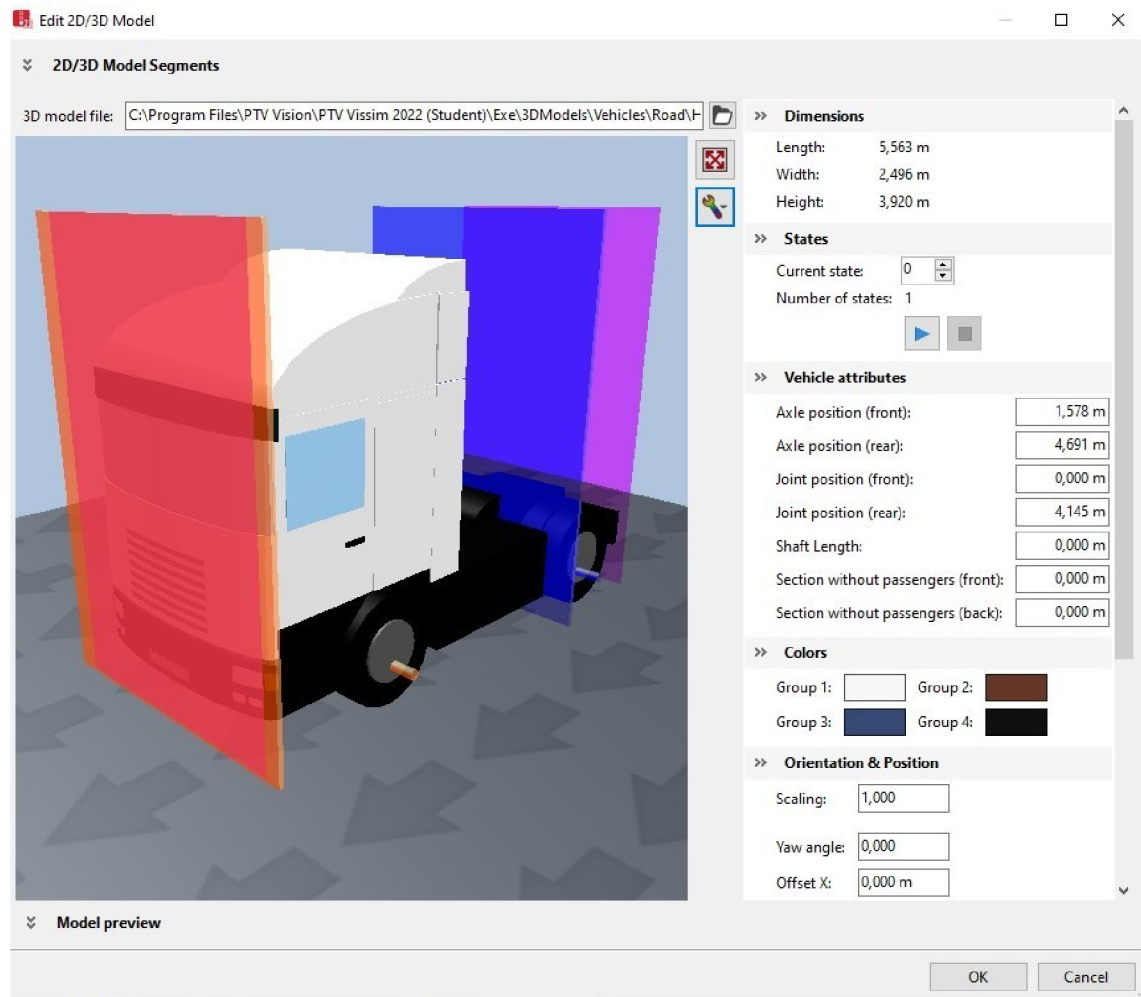 Edit 2D/3D Model
2D/3D Model Segments
3D model file: C:\Program Files\PTV Vision\PTV Vissim 2022 (Student)\Exe\3DModels\Vehicles\Road\H
Dimensions
Length: 5,563 m
Width: 2,496 m
Height: 3,920 m
States
Current state: 0
Number of states: 1
Vehicle attributes
Axle position (front): 1,578 m
Axle position (rear): 4,691 m
Joint position (front): 0,000 m
Joint position (rear): 4,145 m
Shaft Length: 0,000 m
Section without passengers (front): 0,000 m
Section without passengers (back): 0,000 m
Colors
Group 1: Group 2:
Group 3: Group 4:
Orientation & Position
Scaling: 1,000
Yaw angle: 0,000
Offset X: 0,000 m
Model preview
OK Cancel